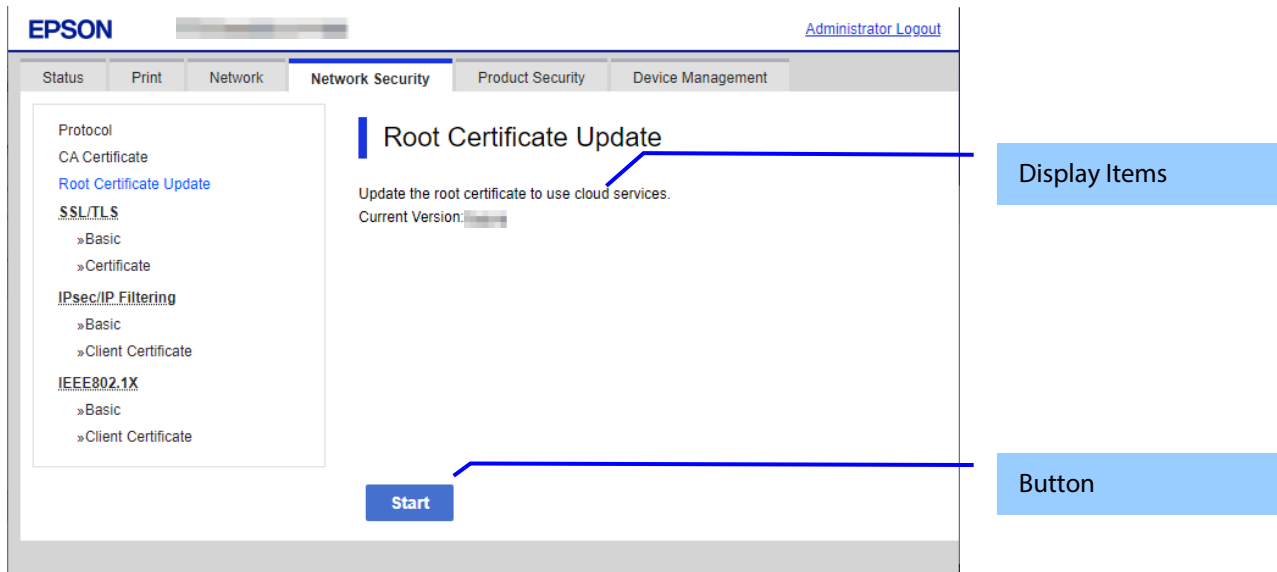 EPSON
Administrator Logout
Status Print Network Network Security Product Security Device Management
Protocol
CA Certificate
Root Certificate Update
SSL/TLS
»Basic
»Certificate
IPsec/IP Filtering
»Basic
»Client Certificate
IEEE802.1X
»Basic
»Client Certificate
Root Certificate Update
Update the root certificate to use cloud services.
Current Version:
Start
Display Items
Button